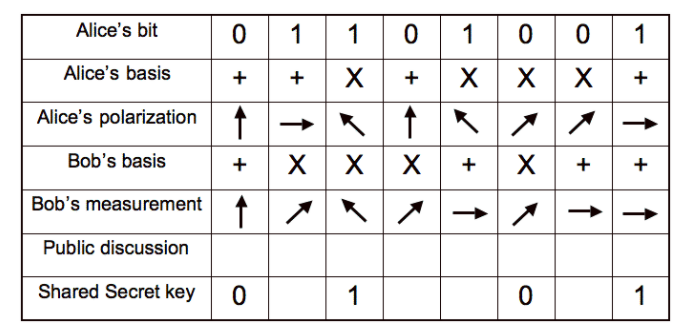 Alice's bit 0 1 1 0 1 0 0 1
Alice's basis + + X + X X X +
Alice's polarization ↑ → ↖ ↑ ↖ ↗ ↗ →
Bob's basis + X X X + X + +
Bob's measurement ↑ ↗ ↖ ↗ → ↗ → →
Public discussion
Shared Secret key 0 1 0 1